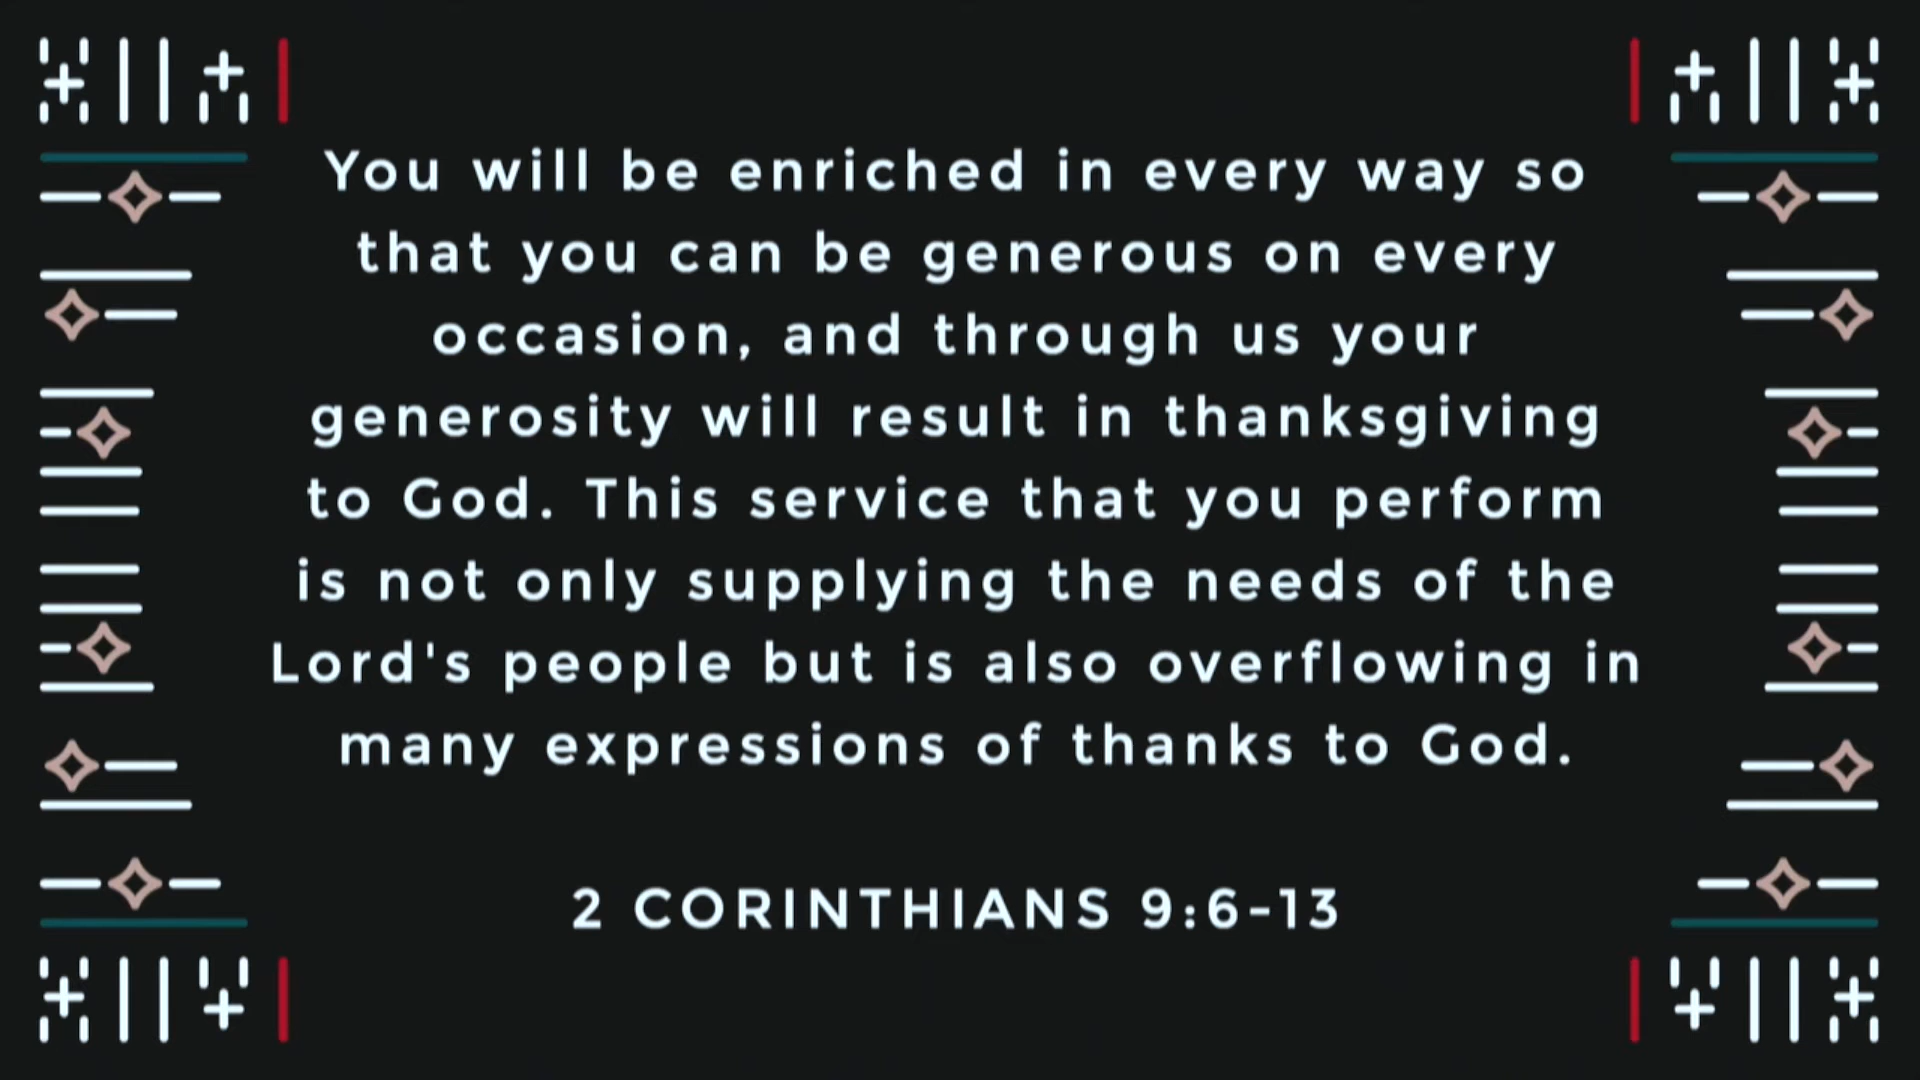 You will be enriched in every way so
that you can be generous on every
occasion, and through us your
generosity will result in thanksgiving
to God. This service that you perform
is not only supplying the needs of the
Lord's people but is also overflowing in
many expressions of thanks to God.
2 CORINTHIANS 9:6-13